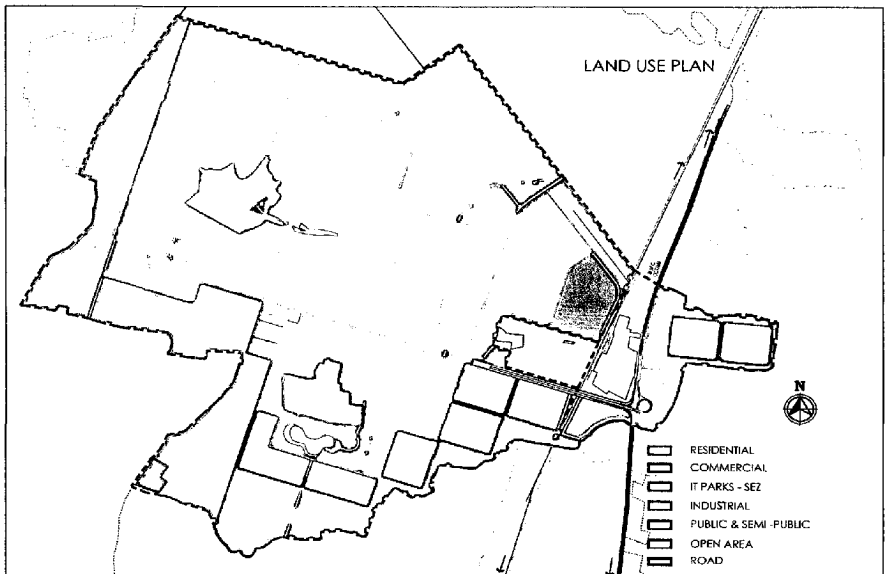 LAND USE PLAN
N
RESIDENTIAL
COMMERCIAL
IT PARKS - SEZ
INDUSTRIAL
PUBLIC & SEMI -PUBLIC
OPEN AREA
ROAD